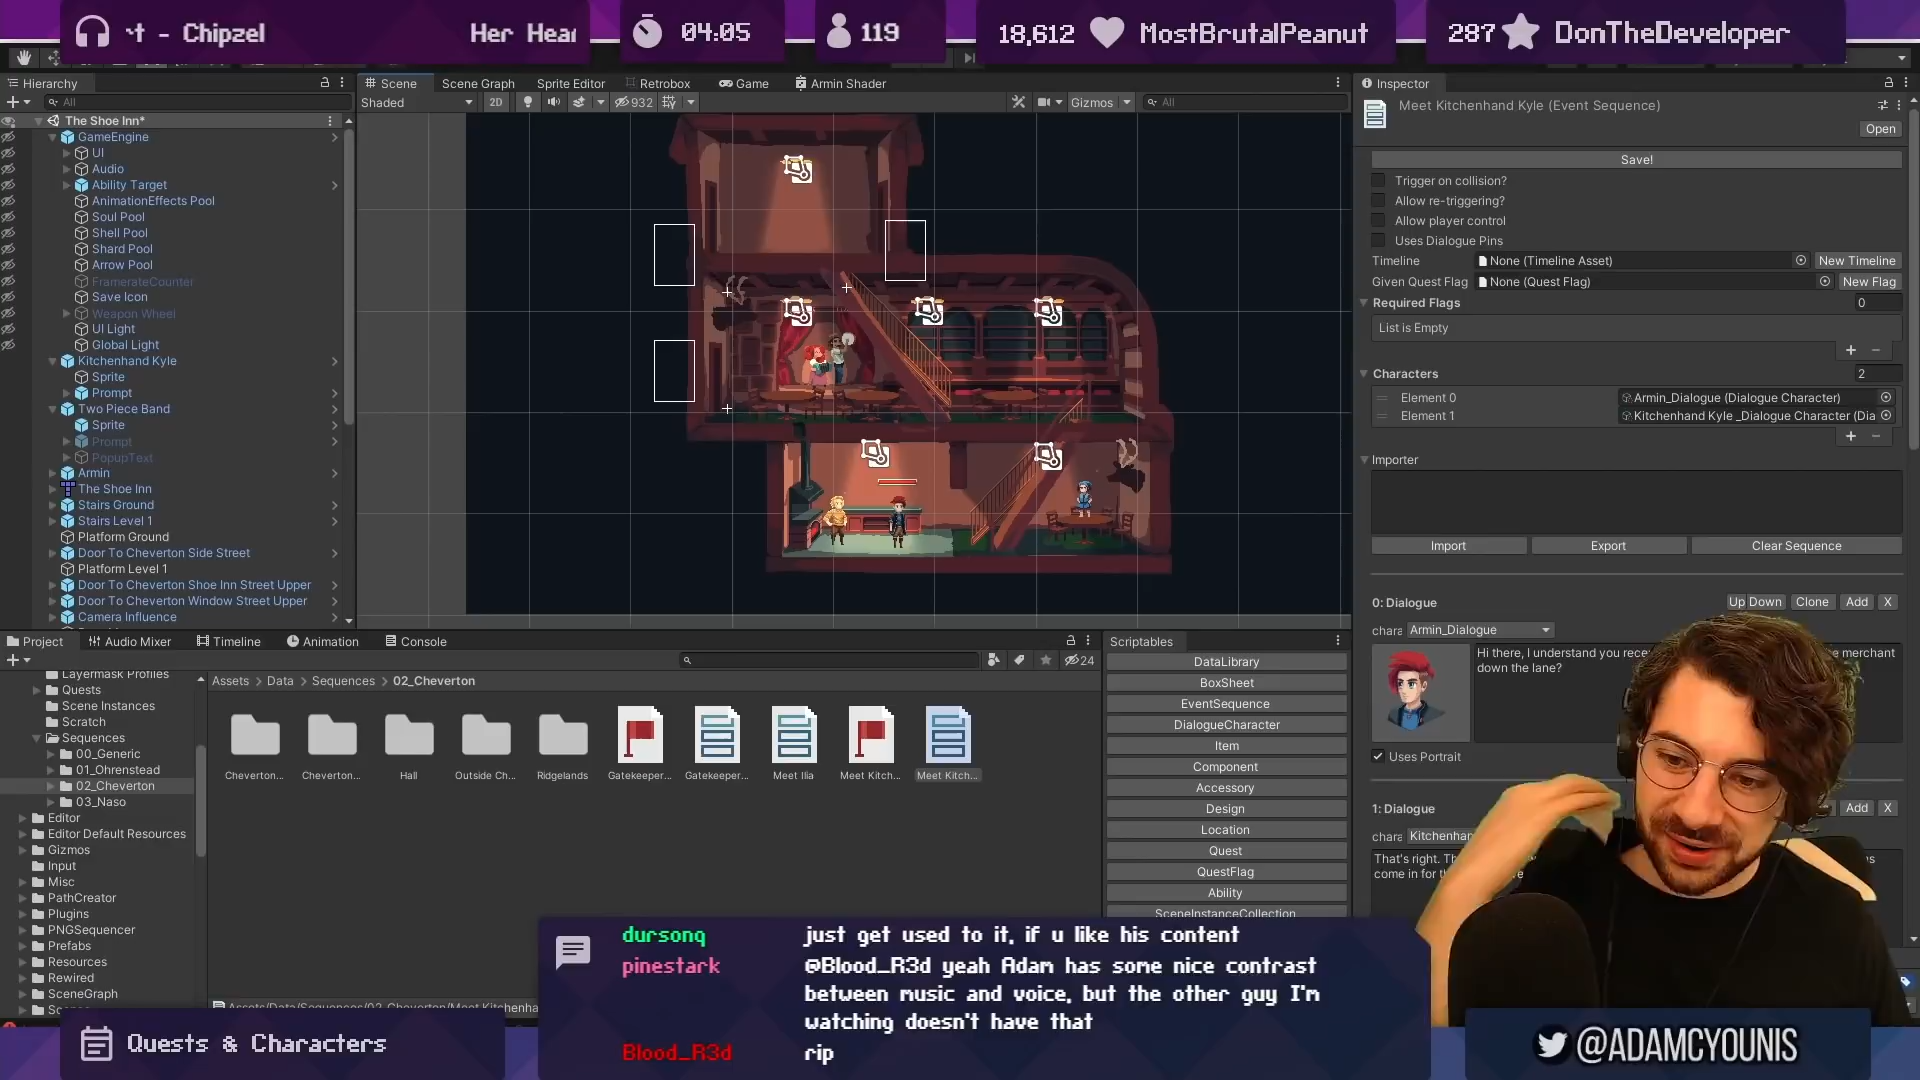 - Chipzel
Her Hear
04:05
119
18,612
MostBrutalPeanut
287
DonTheDeveloper
Hierarchy
All
The Shoe Inn*
GameEngine
UI
Audio
Ability Target
AnimationEffects Pool
Soul Pool
Shell Pool
Shard Pool
Arrow Pool
FramerateCounter
Save Icon
Weapon Wheel
UI Light
Global Light
Kitchenhand Kyle
Sprite
Prompt
Two Piece Band
Sprite
Prompt
PopupText
Armin
The Shoe Inn
Stairs Ground
Stairs Level 1
Platform Ground
Door To Cheverton Side Street
Platform Level 1
Door To Cheverton Shoe Inn Street Upper
Door To Cheverton Window Street Upper
Camera Influence
Scene
Scene Graph
Sprite Editor
Retrobox
Game
Armin Shader
Shaded
2D
932
Gizmos
All
Inspector
Meet Kitchenhand Kyle (Event Sequence)
Open
Save!
Trigger on collision?
Allow re-triggering?
Allow player control
Uses Dialogue Pins
Timeline
None (Timeline Asset)
New Timeline
Given Quest Flag
None (Quest Flag)
New Flag
Required Flags
0
List is Empty
Characters
2
Element 0
Armin_Dialogue (Dialogue Character)
Element 1
Kitchenhand Kyle _Dialogue Character (Dia
Importer
Import
Export
Clear Sequence
0: Dialogue
Up
Down
Clone
Add
X
chara
Armin_Dialogue
Hi there, I understand you rece
merchant
down the lane?
Uses Portrait
1: Dialogue
Add
X
chara
Kitchenhar
That's right. Th
come in for th
Project
Audio Mixer
Timeline
Animation
Console
24
Layermask Profiles
Quests
Scene Instances
Scratch
Sequences
00_Generic
01_Ohrenstead
02_Cheverton
03_Naso
Editor
Editor Default Resources
Gizmos
Input
Misc
PathCreator
Plugins
PNGSequencer
Prefabs
Resources
Rewired
SceneGraph
Assets > Data > Sequences > 02_Cheverton
Cheverton...
Cheverton...
Hall
Outside Ch...
Ridgelands
Gatekeeper...
Gatekeeper...
Meet Ilia
Meet Kitch...
Meet Kitch...
Assets/Data/Sequences/02_Cheverton/Meet Kitchenha
Scriptables
DataLibrary
BoxSheet
EventSequence
DialogueCharacter
Item
Component
Accessory
Design
Location
Quest
QuestFlag
Ability
SceneInstanceCollection
dursonq
just get used to it, if u like his content
pinestark
@Blood_R3d yeah Adam has some nice contrast
between music and voice, but the other guy I'm
watching doesn't have that
Blood_R3d
rip
Quests & Characters
@ADAMCYOUNIS